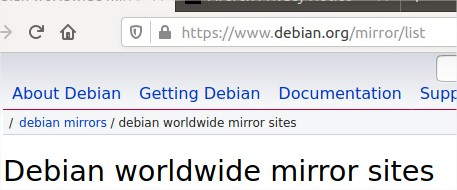 https://www.debian.org/mirror/list
About Debian Getting Debian Documentation Supp
/ debian mirrors / debian worldwide mirror sites
Debian worldwide mirror sites